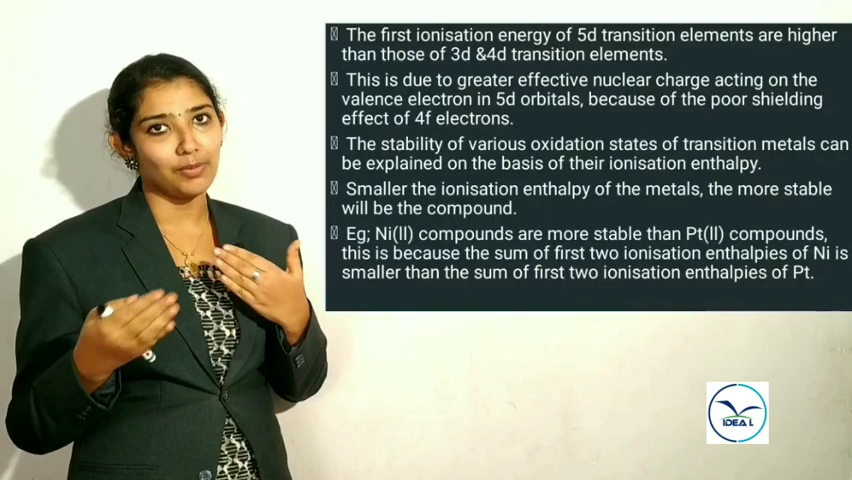 The first ionisation energy of 5d transition elements are higher
than those of 3d &4d transition elements.
This is due to greater effective nuclear charge acting on the
valence electron in 5d orbitals, because of the poor shielding
effect of 4f electrons.
The stability of various oxidation states of transition metals can
be explained on the basis of their ionisation enthalpy.
Smaller the ionisation enthalpy of the metals, the more stable
will be the compound.
Eg; Ni(ll) compounds are more stable than Pt(ll) compounds,
this is because the sum of first two ionisation enthalpies of Ni is
smaller than the sum of first two ionisation enthalpies of Pt.
IDEAL